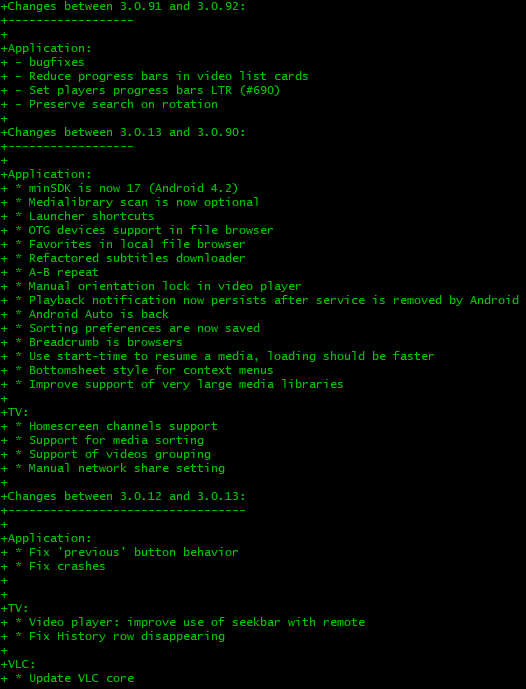 +Changes between 3.0.91 and 3.0.92:
+------------------
+
+Application:
+ - bugfixes
+ - Reduce progress bars in video list cards
+ - Set players progress bars LTR (#690)
+ - Preserve search on rotation
+
+Changes between 3.0.13 and 3.0.90:
+------------------
+
+Application:
+ * minSDK is now 17 (Android 4.2)
+ * Medialibrary scan is now optional
+ * Launcher shortcuts
+ * OTG devices support in file browser
+ * Favorites in local file browser
+ * Refactored subtitles downloader
+ * A-B repeat
+ * Manual orientation lock in video player
+ * Playback notification now persists after service is removed by Android
+ * Android Auto is back
+ * Sorting preferences are now saved
+ * Breadcrumb is browsers
+ * Use start-time to resume a media, loading should be faster
+ * Bottomsheet style for context menus
+ * Improve support of very large media libraries
+
+TV:
+ * Homescreen channels support
+ * Support for media sorting
+ * Support of videos grouping
+ * Manual network share setting
+
+Changes between 3.0.12 and 3.0.13:
+----------------------------------
+
+Application:
+ * Fix 'previous' button behavior
+ * Fix crashes
+
+
+TV:
+ * Video player: improve use of seekbar with remote
+ * Fix History row disappearing
+
+VLC:
+ * Update VLC core